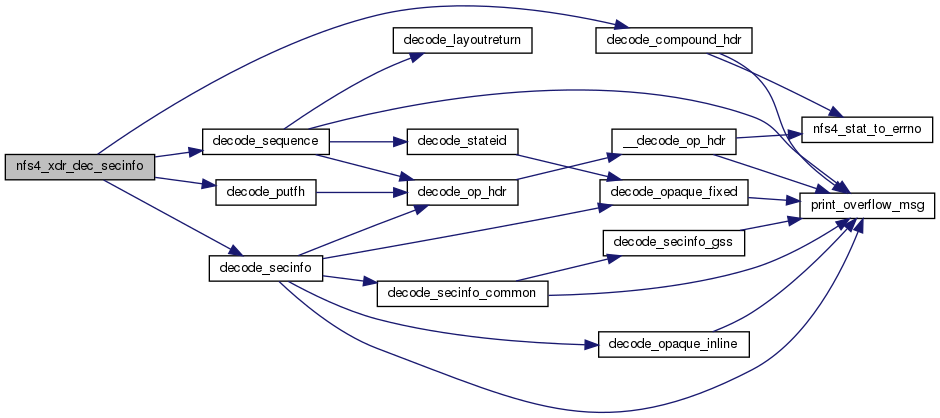 nfs4_xdr_dec_secinfo
decode_sequence
decode_putfh
decode_secinfo
decode_layoutreturn
decode_stateid
decode_op_hdr
decode_secinfo_common
decode_compound_hdr
__decode_op_hdr
decode_opaque_fixed
decode_secinfo_gss
decode_opaque_inline
nfs4_stat_to_errno
print_overflow_msg